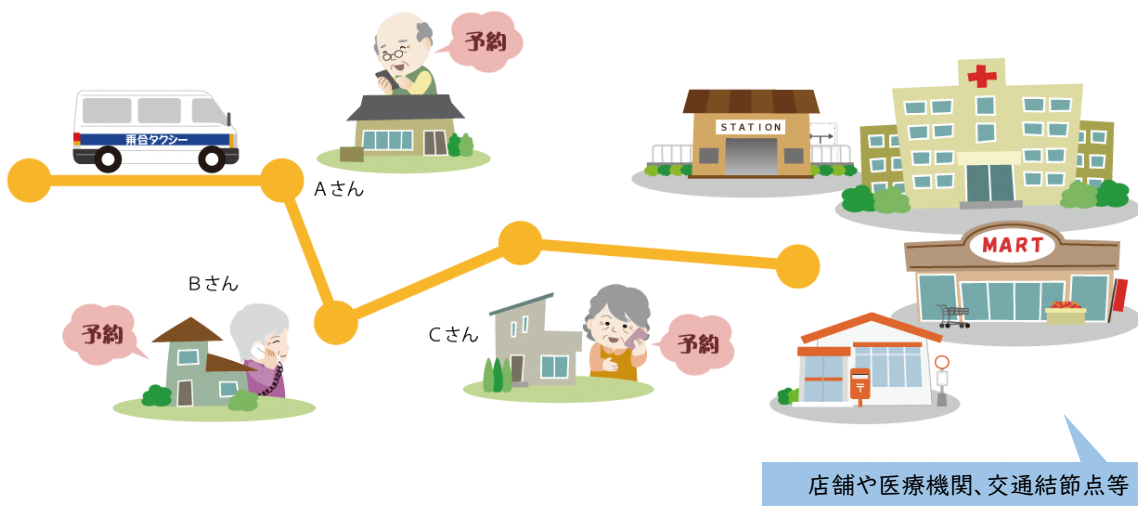 予約
乗合タクシー
Aさん
STATION
MART
Bさん
予約
Cさん
予約
〒
店舗や医療機関、交通結節点等